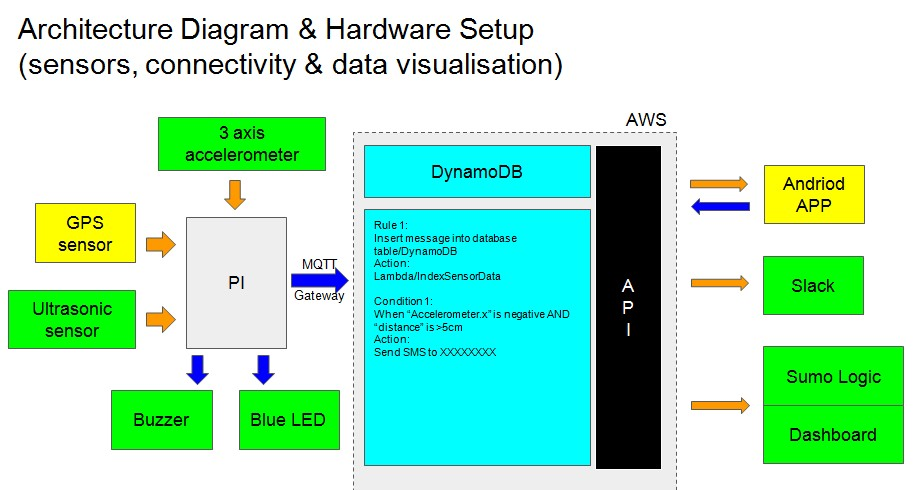 Architecture Diagram & Hardware Setup
(sensors, connectivity & data visualisation)
AWS
3 axis
accelerometer
DynamoDB
Andriod
APP
GPS
sensor
Rule 1:
Insert message into database
table/DynamoDB
Action:
Lambda/IndexSensorData
MQTT
Gateway
PI
Condition 1:
When “Accelerometer.x” is negative AND
“distance” is >5cm
Action:
Send SMS to XXXXXXXX
A
P
I
Slack
Ultrasonic
sensor
Buzzer
Blue LED
Sumo Logic
Dashboard